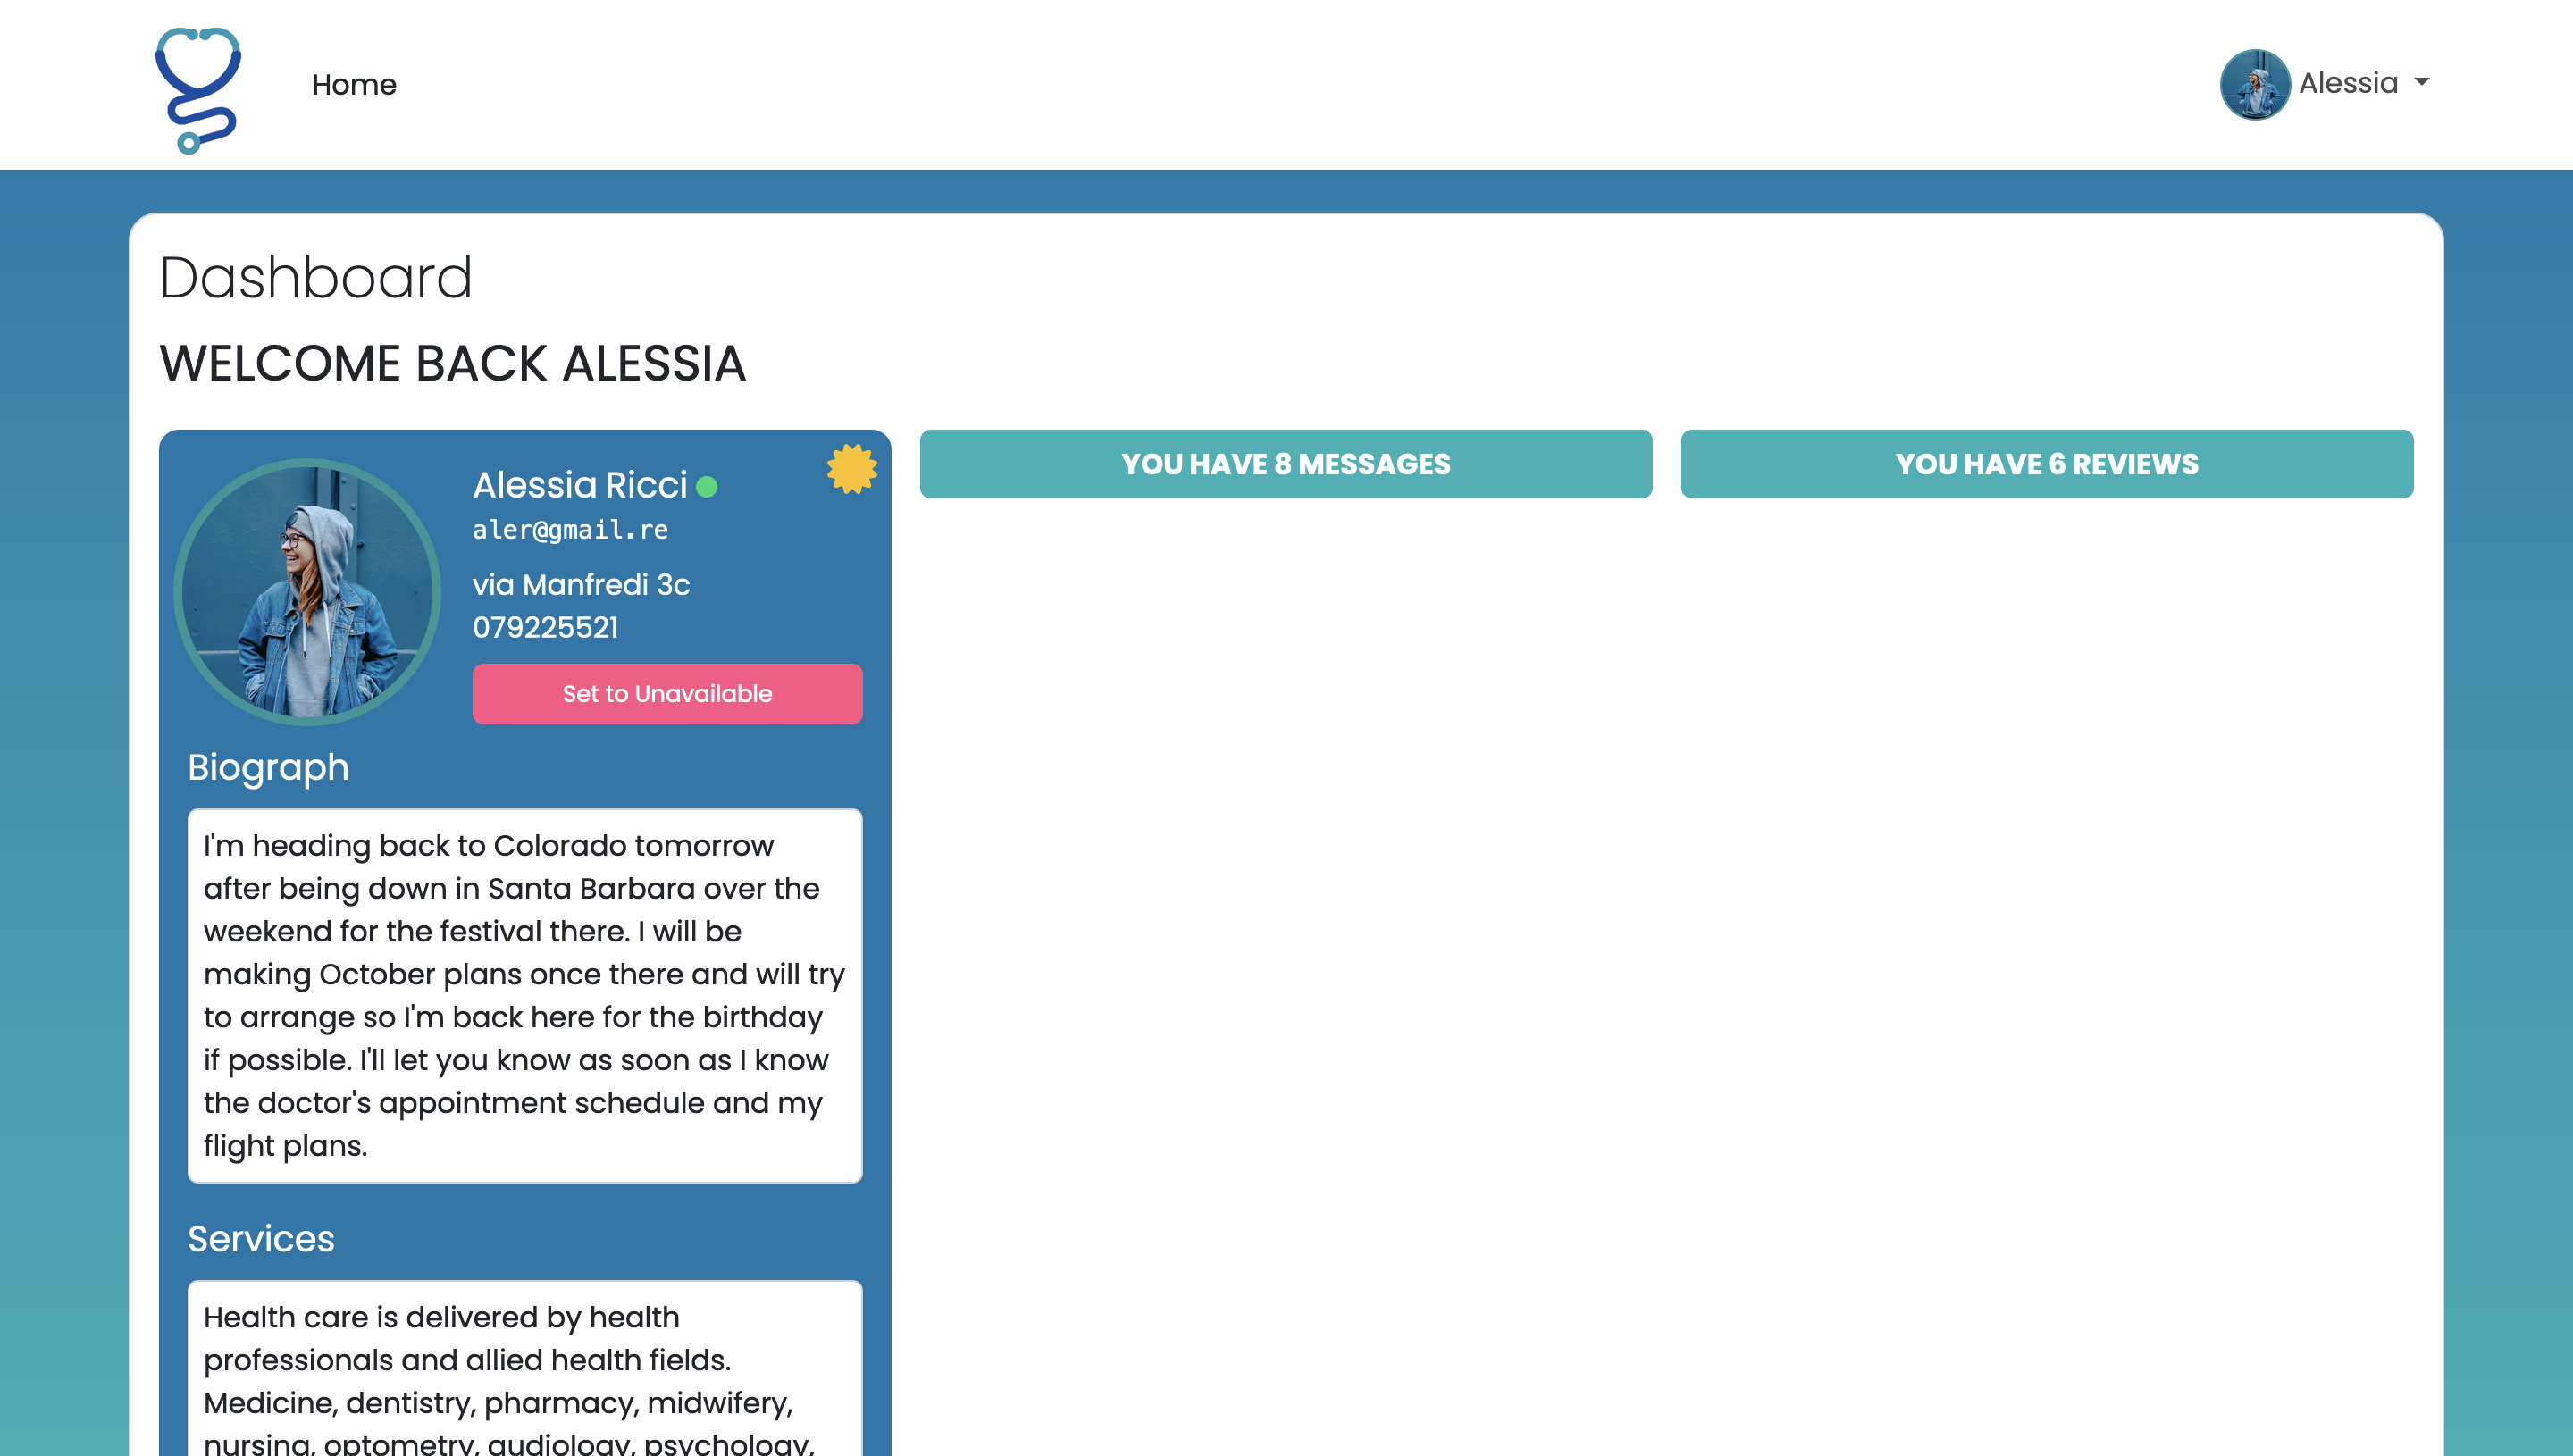 Home
Alessia
Dashboard
WELCOME BACK ALESSIA
Alessia Ricci
aler@gmail.re
via Manfredi 3c
079225521
Set to Unavailable
YOU HAVE 8 MESSAGES
YOU HAVE 6 REVIEWS
Biograph
I'm heading back to Colorado tomorrow
after being down in Santa Barbara over the
weekend for the festival there. I will be
making October plans once there and will try
to arrange so I'm back here for the birthday
if possible. I'll let you know as soon as I know
the doctor's appointment schedule and my
flight plans.
Services
Health care is delivered by health
professionals and allied health fields.
Medicine, dentistry, pharmacy, midwifery,
nursing, optometry, audiology, psychology,